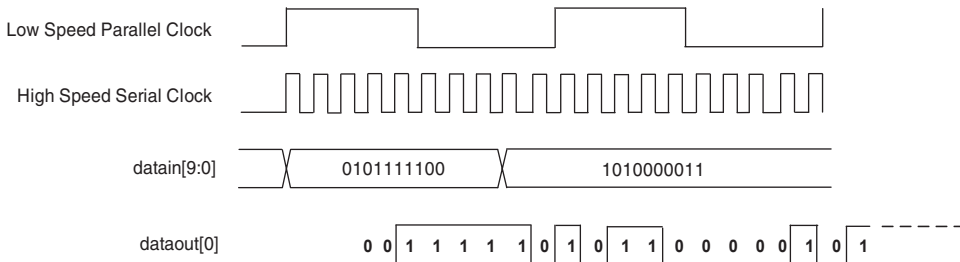 Low Speed Parallel Clock
High Speed Serial Clock
datain[9:0] 0101111100 1010000011
dataout[0] 0 0 1 1 1 1 1 0 1 0 1 1 0 0 0 0 0 1 0 1